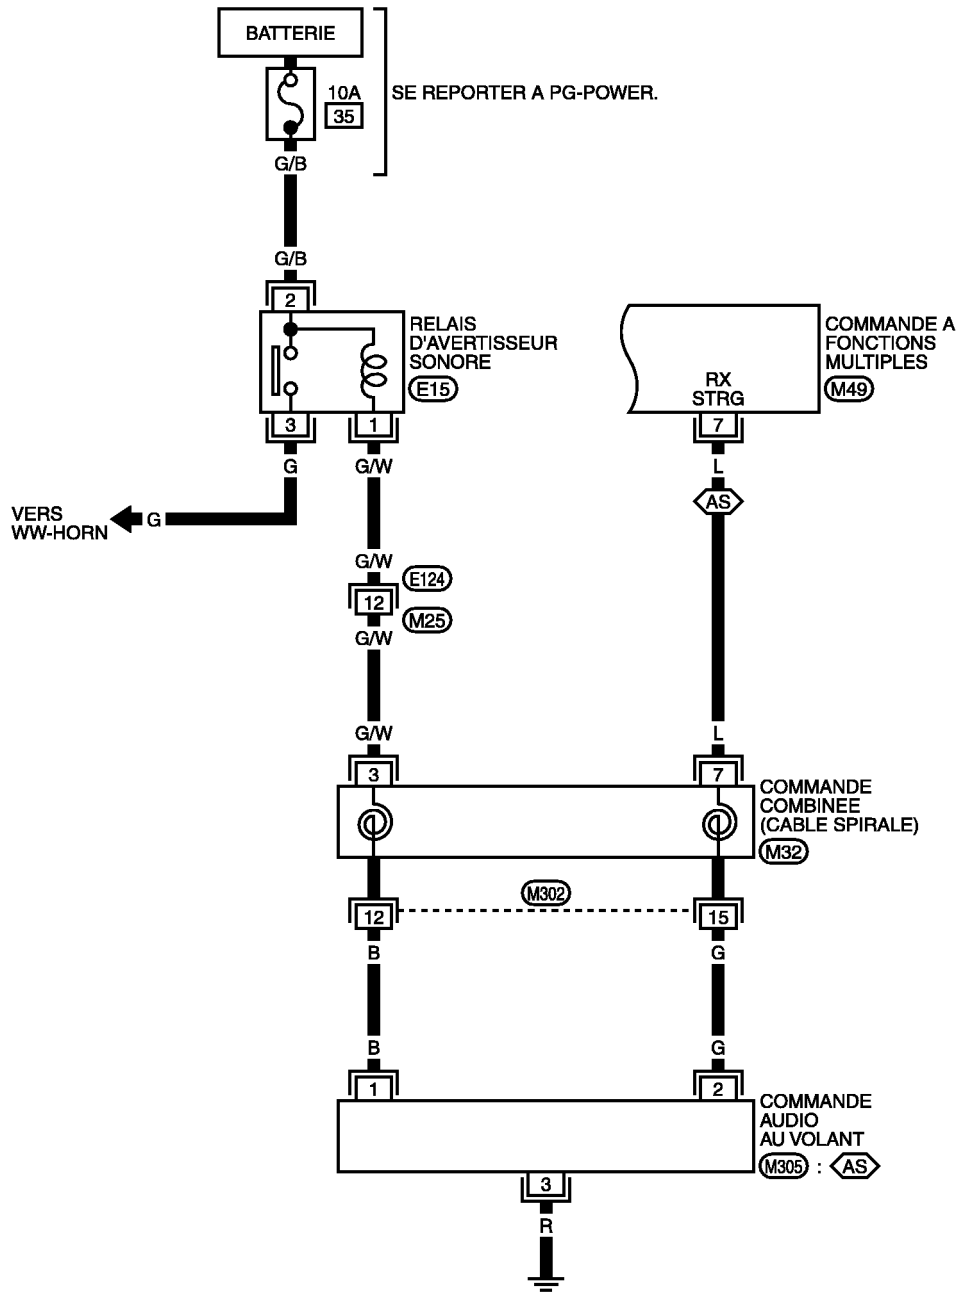 BATTERIE
10A
35
SE REPORTER A PG-POWER.
G/B
G/B
2
RELAIS
D'AVERTISSEUR
SONORE
E15
COMMANDE A
FONCTIONS
MULTIPLES
M49
RX
STRG
3
1
7
G
G/W
L
AS
VERS
WW-HORN
G
G/W
E124
12
M25
G/W
G/W
L
3
7
COMMANDE
COMBINEE
(CABLE SPIRALE)
M32
M302
12
15
B
G
B
G
1
2
COMMANDE
AUDIO
AU VOLANT
M305 : AS
3
R